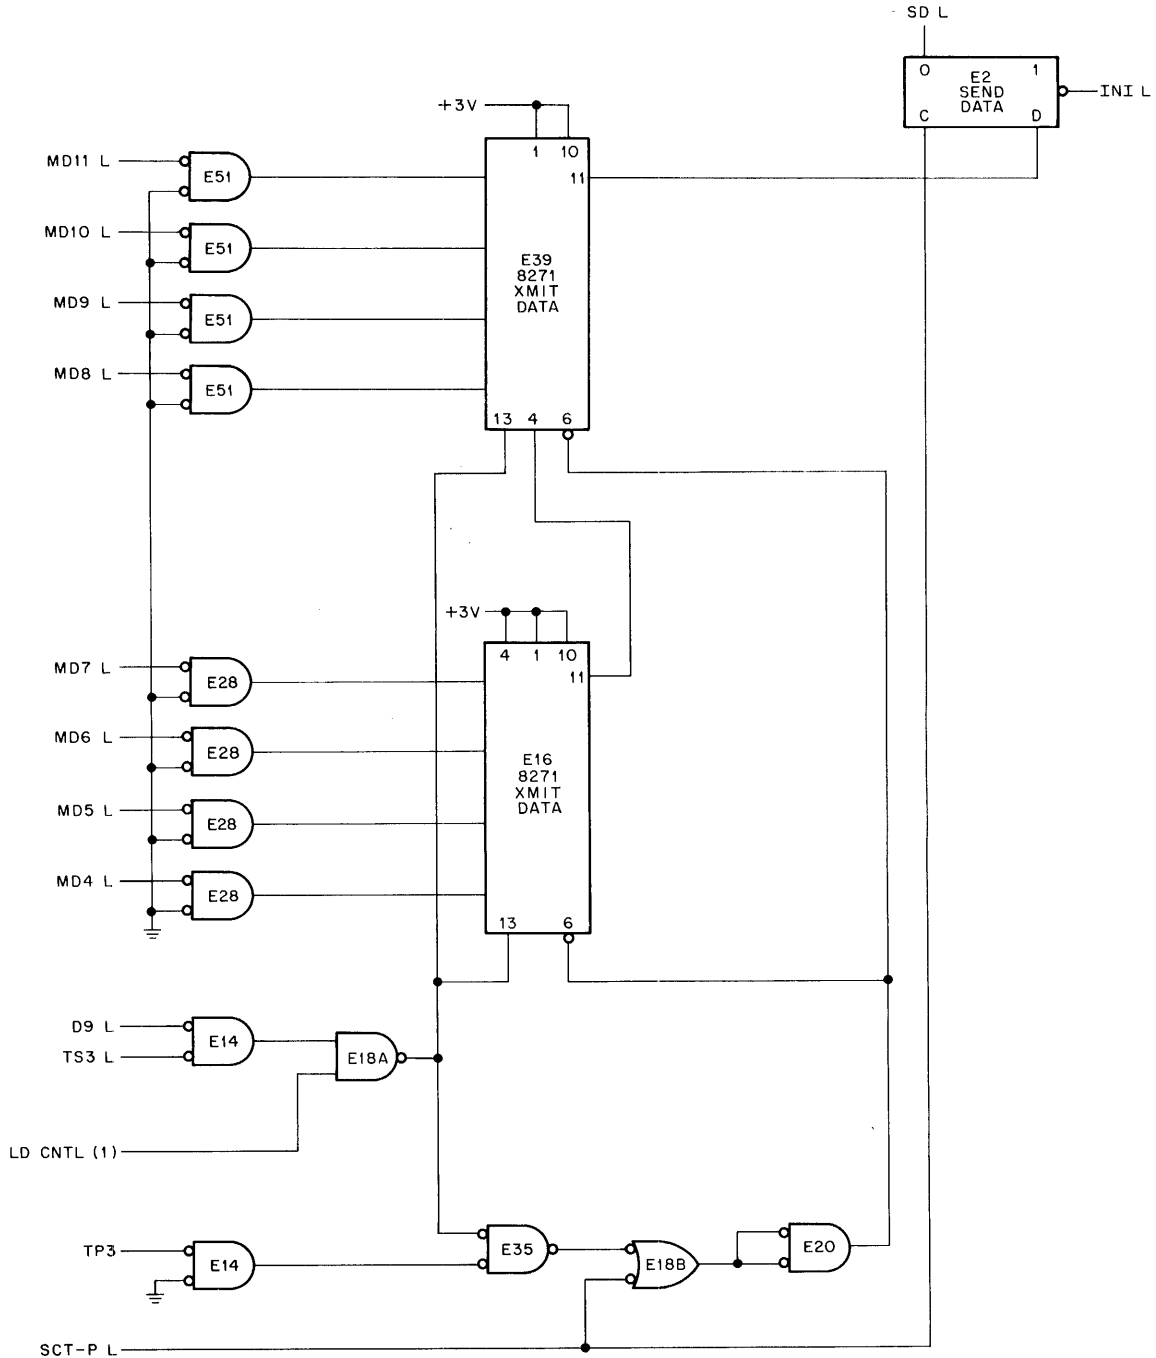 SD L
0 1
E2
SEND
DATA
C D
INI L
+3V
1 10
11
MD11 L
E51
MD10 L
E51
MD9 L
E51
MD8 L
E51
E39
8271
XMIT
DATA
13 4 6
+3V
4 1 10
11
MD7 L
E28
MD6 L
E28
MD5 L
E28
MD4 L
E28
E16
8271
XMIT
DATA
13 6
D9 L
TS3 L
E14
E18A
LD CNTL (1)
TP3
E14
E35
E18B
E20
SCT-P L